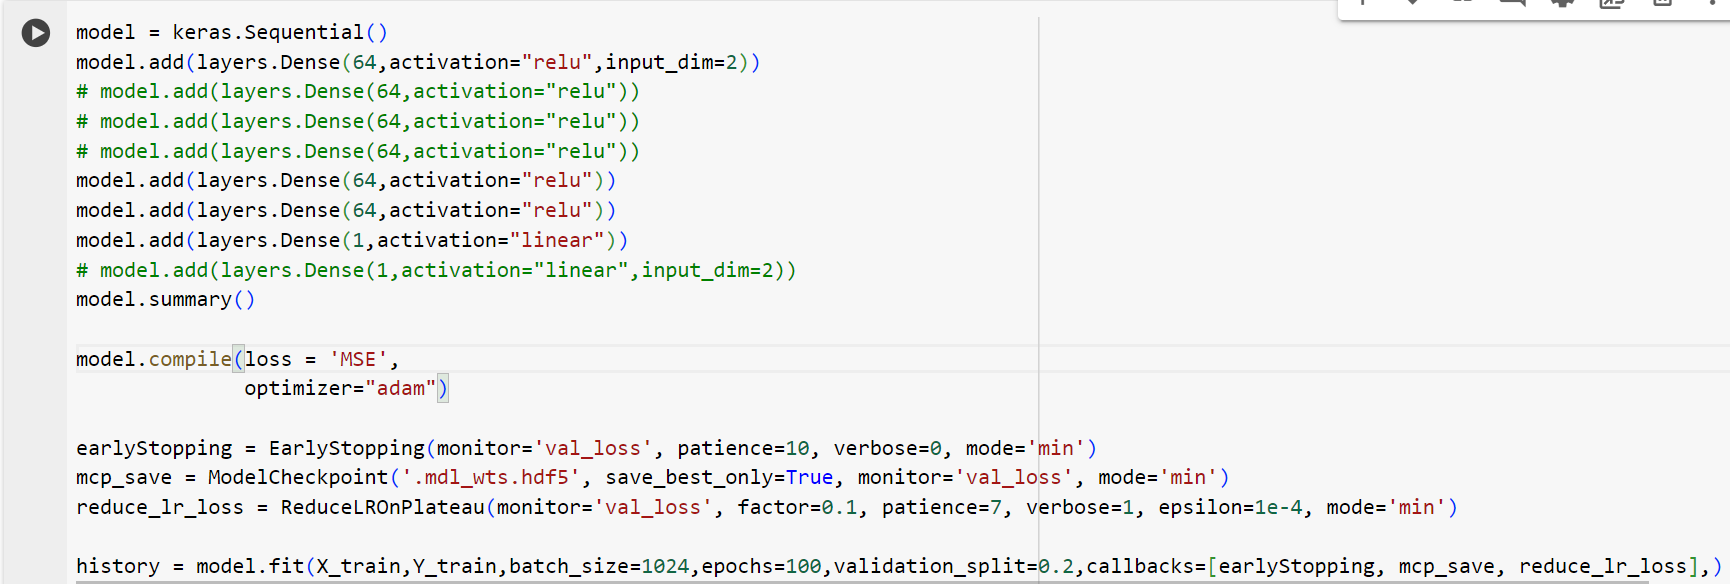 model = keras.Sequential()
model.add(layers.Dense(64,activation="relu",input_dim=2))
# model.add(layers.Dense(64,activation="relu"))
# model.add(layers.Dense(64,activation="relu"))
# model.add(layers.Dense(64,activation="relu"))
model.add(layers.Dense(64,activation="relu"))
model.add(layers.Dense(64,activation="relu"))
model.add(layers.Dense(1,activation="linear"))
# model.add(layers.Dense(1,activation="linear",input_dim=2))
model.summary()
model.compile(loss = 'MSE',
optimizer="adam")
earlyStopping = EarlyStopping(monitor='val_loss', patience=10, verbose=0, mode='min')
mcp_save = ModelCheckpoint('.mdl_wts.hdf5', save_best_only=True, monitor='val_loss', mode='min')
reduce_lr_loss = ReduceLROnPlateau(monitor='val_loss', factor=0.1, patience=7, verbose=1, epsilon=1e-4, mode='min')
history = model.fit(X_train,Y_train,batch_size=1024,epochs=100,validation_split=0.2,callbacks=[earlyStopping, mcp_save, reduce_lr_loss],)